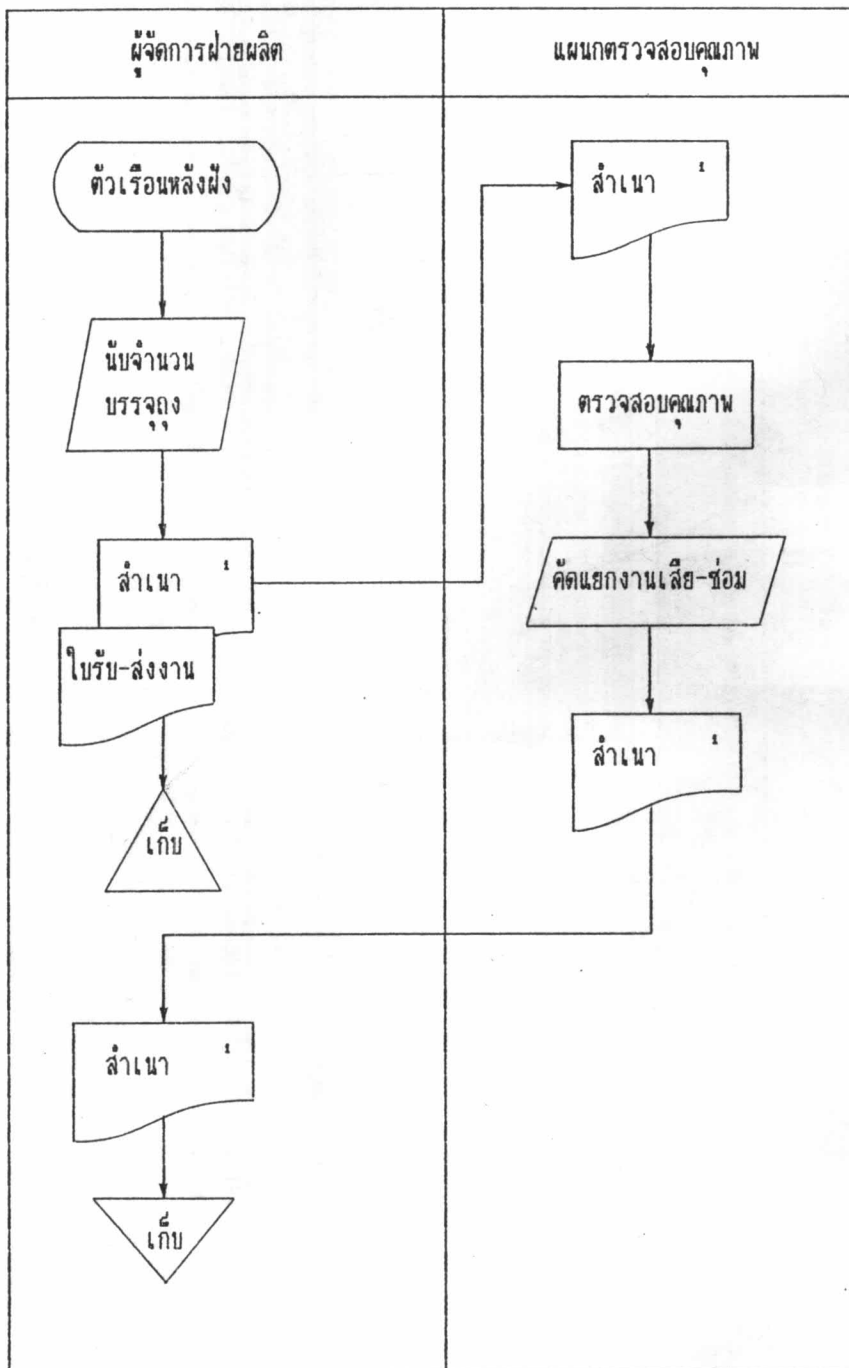 ผู้จัดการฝ่ายผลิต
แผนกตรวจสอบคุณภาพ
ตัวเรือนหลังฝัง
นับจำนวน
บรรจุถุง
สำเนา 1
ใบรับ-ส่งงาน
เก็บ
สำเนา 1
ตรวจสอบคุณภาพ
คัดแยกงานเสีย-ซ่อม
สำเนา 1
สำเนา 1
เก็บ